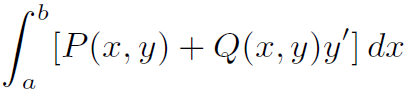 ∫_a^b [P(x, y) + Q(x, y)y′] dx